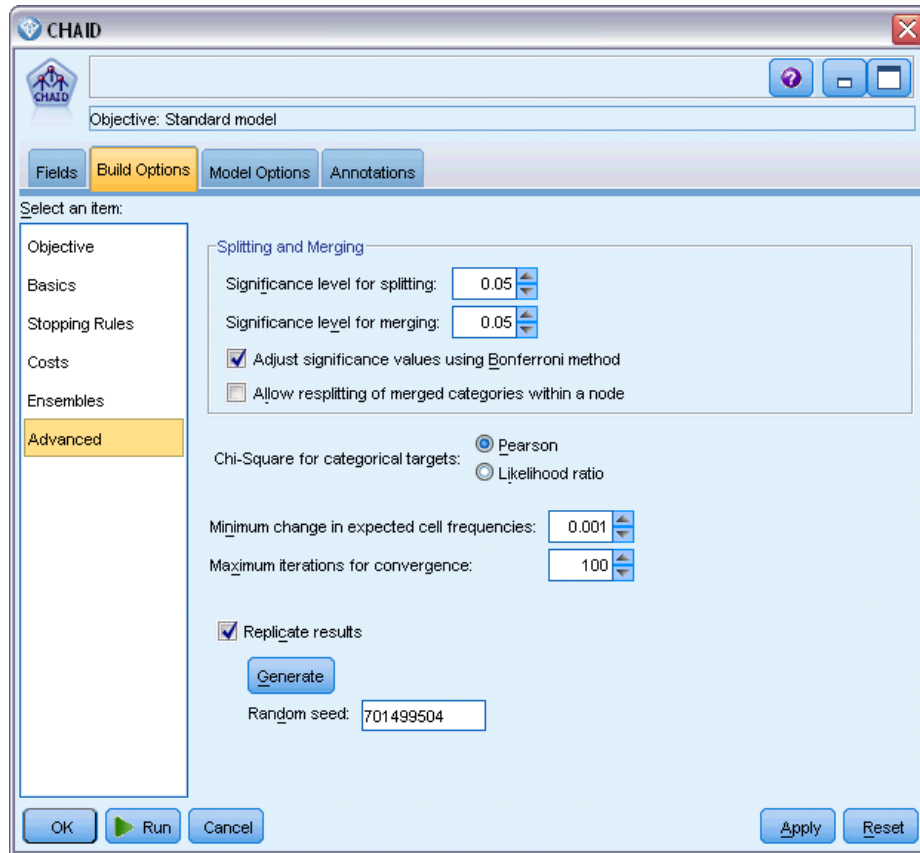 CHAID
CHAID
Objective: Standard model
Fields Build Options Model Options Annotations
Select an item:
Objective
Basics
Stopping Rules
Costs
Ensembles
Advanced
Splitting and Merging
Significance level for splitting: 0.05
Significance level for merging: 0.05
Adjust significance values using Bonferroni method
Allow resplitting of merged categories within a node
Chi-Square for categorical targets: Pearson
Likelihood ratio
Minimum change in expected cell frequencies: 0.001
Maximum iterations for convergence: 100
Replicate results
Generate
Random seed: 701499504
OK Run Cancel Apply Reset